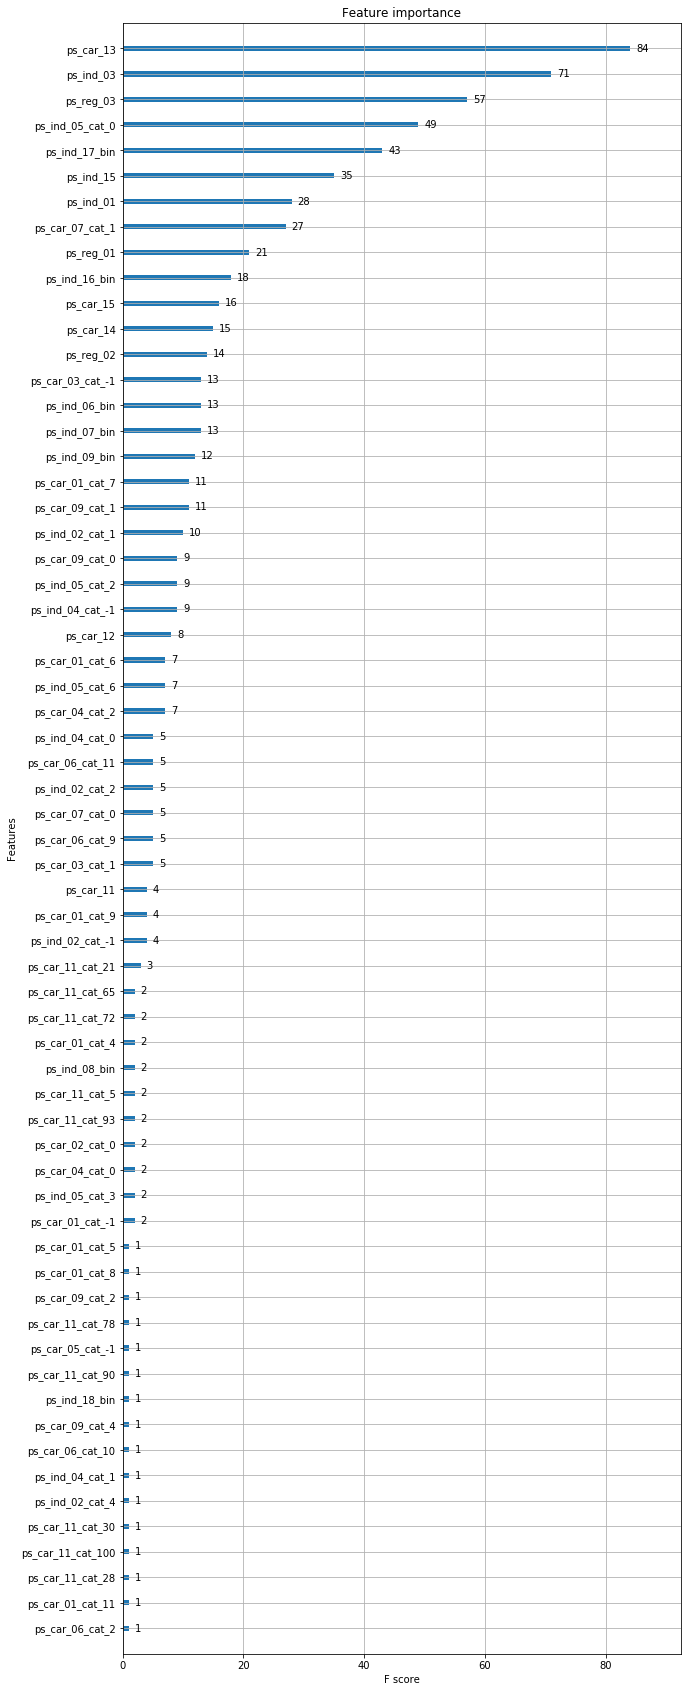 Feature importance
ps_car_13 84
ps_ind_03 71
ps_reg_03 57
ps_ind_05_cat_0 49
ps_ind_17_bin 43
ps_ind_15 35
ps_ind_01 28
ps_car_07_cat_1 27
ps_reg_01 21
ps_ind_16_bin 18
ps_car_15 16
ps_car_14 15
ps_reg_02 14
ps_car_03_cat_-1 13
ps_ind_06_bin 13
ps_ind_07_bin 13
ps_ind_09_bin 12
ps_car_01_cat_7 11
ps_car_09_cat_1 11
ps_ind_02_cat_1 10
ps_car_09_cat_0 9
ps_ind_05_cat_2 9
ps_ind_04_cat_-1 9
ps_car_12 8
ps_car_01_cat_6 7
ps_ind_05_cat_6 7
ps_car_04_cat_2 7
ps_ind_04_cat_0 5
ps_car_06_cat_11 5
ps_ind_02_cat_2 5
ps_car_07_cat_0 5
ps_car_06_cat_9 5
ps_car_03_cat_1 5
ps_car_11 4
ps_car_01_cat_9 4
ps_ind_02_cat_-1 4
ps_car_11_cat_21 3
ps_car_11_cat_65 2
ps_car_11_cat_72 2
ps_car_01_cat_4 2
ps_ind_08_bin 2
ps_car_11_cat_5 2
ps_car_11_cat_93 2
ps_car_02_cat_0 2
ps_car_04_cat_0 2
ps_ind_05_cat_3 2
ps_car_01_cat_-1 2
ps_car_01_cat_5 1
ps_car_01_cat_8 1
ps_car_09_cat_2 1
ps_car_11_cat_78 1
ps_car_05_cat_-1 1
ps_car_11_cat_90 1
ps_ind_18_bin 1
ps_car_09_cat_4 1
ps_car_06_cat_10 1
ps_ind_04_cat_1 1
ps_ind_02_cat_4 1
ps_car_11_cat_30 1
ps_car_11_cat_100 1
ps_car_11_cat_28 1
ps_car_01_cat_11 1
ps_car_06_cat_2 1
0 20 40 60 80
F score
Features